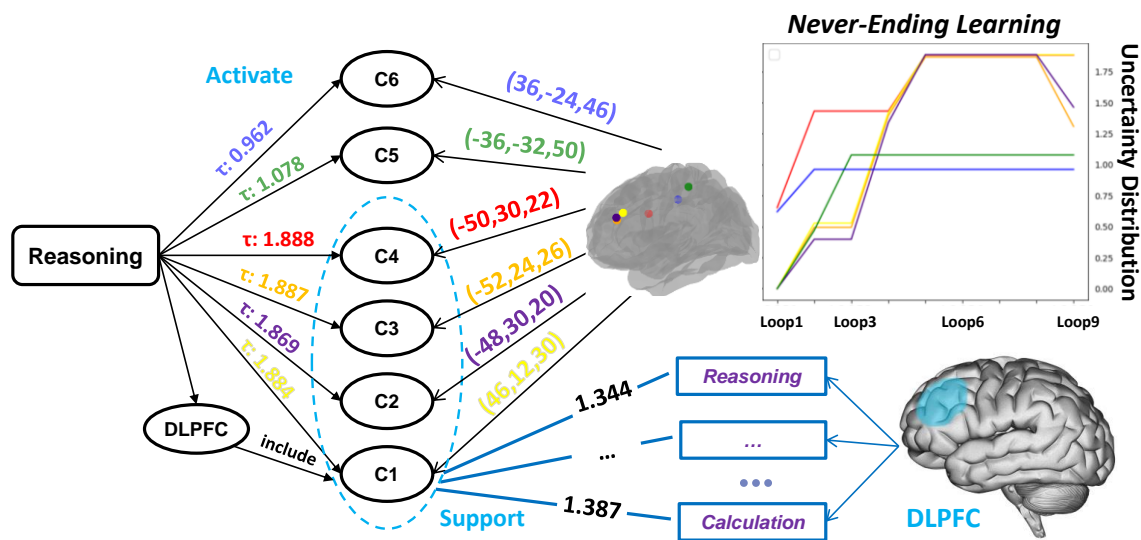 Never-Ending Learning
Activate
C6
(36,-24,46)
τ: 0.962
C5
(-36,-32,50)
τ: 1.078
Reasoning
τ: 1.888
C4
(-50,30,22)
τ: 1.887
C3
(-52,24,26)
τ: 1.869
C2
(-48,30,20)
τ: 1.884
(46,12,30)
DLPFC
include
C1
Support
1.75
1.50
1.25
1.00
0.75
0.50
0.25
0.00
Uncertainty Distribution
Loop1 Loop3 Loop6 Loop9
1.344
Reasoning
...
...
1.387
Calculation
DLPFC